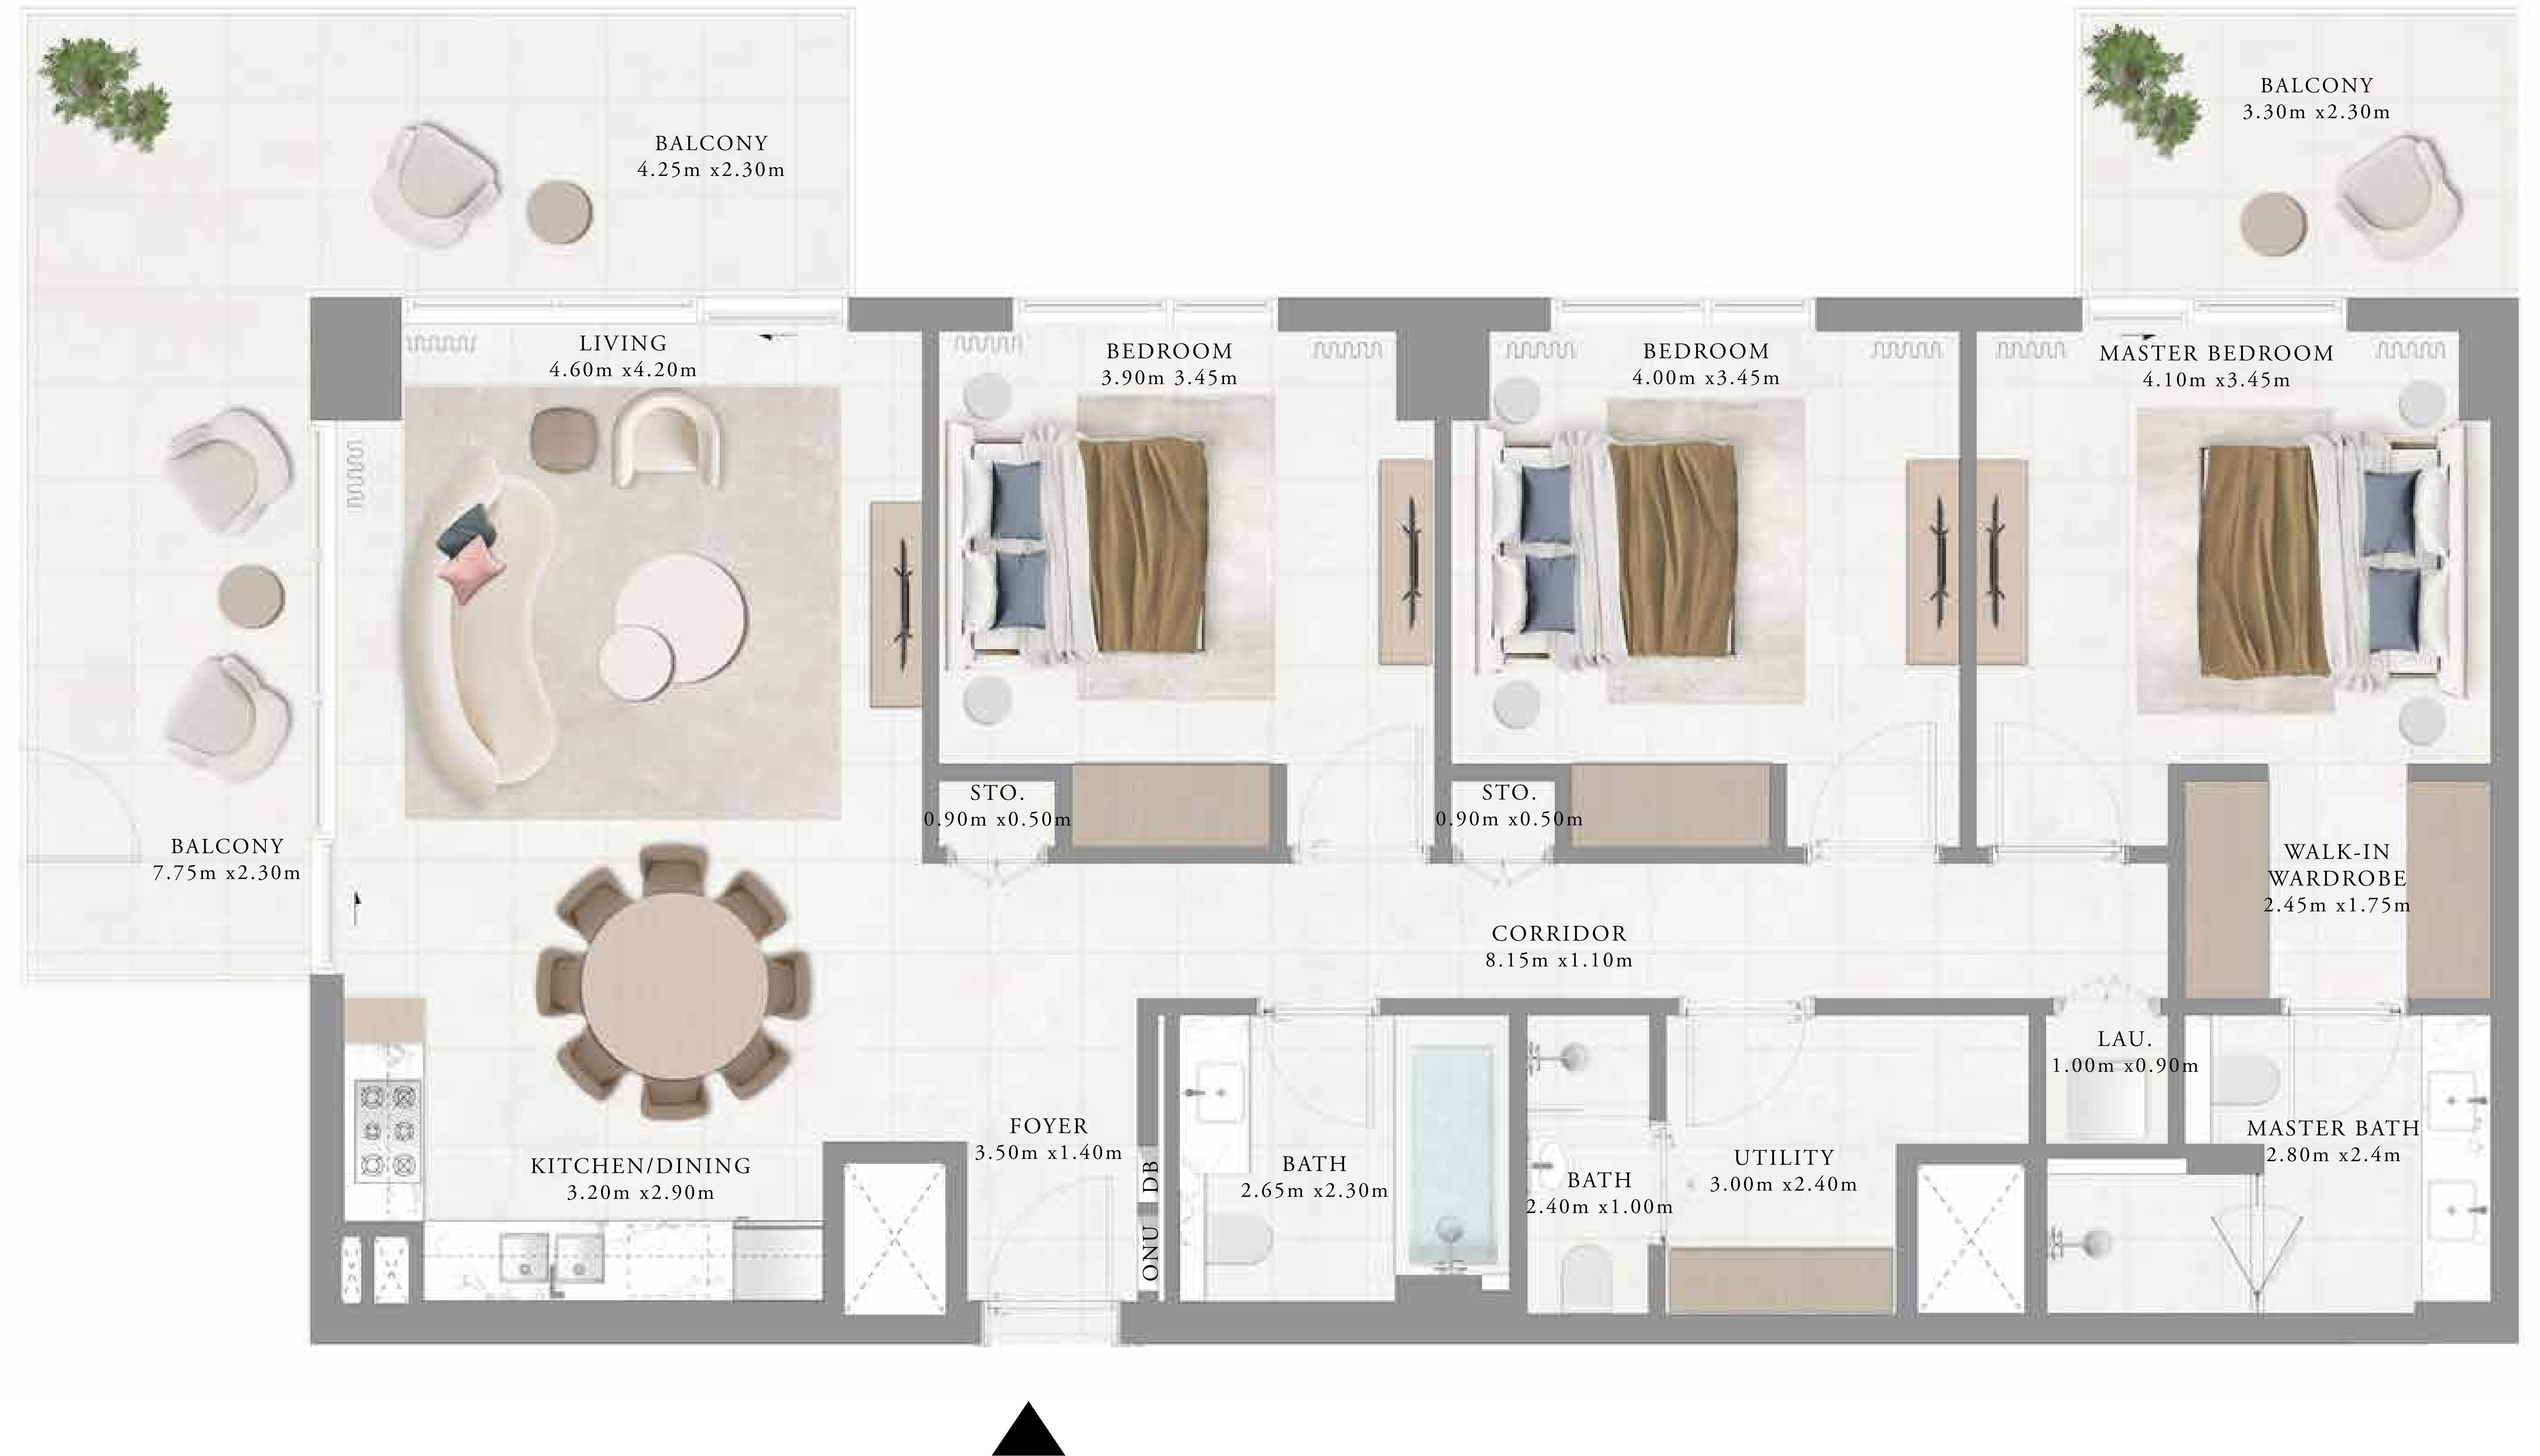 BALCONY
3.30m x2.30m
BALCONY
4.25m x2.30m
LIVING
4.60m x4.20m
BEDROOM
3.90m 3.45m
BEDROOM
4.00m x3.45m
MASTER BEDROOM
4.10m x3.45m
STO.
0.90m x0.50m
STO.
0.90m x0.50m
BALCONY
7.75m x2.30m
WALK-IN
WARDROBE
2.45m x1.75m
CORRIDOR
8.15m x1.10m
LAU.
1.00m x0.90m
FOYER
3.50m x1.40m
MASTER BATH
2.80m x2.4m
KITCHEN/DINING
3.20m x2.90m
DB
ONU
BATH
2.65m x2.30m
BATH
2.40m x1.00m
UTILITY
3.00m x2.40m